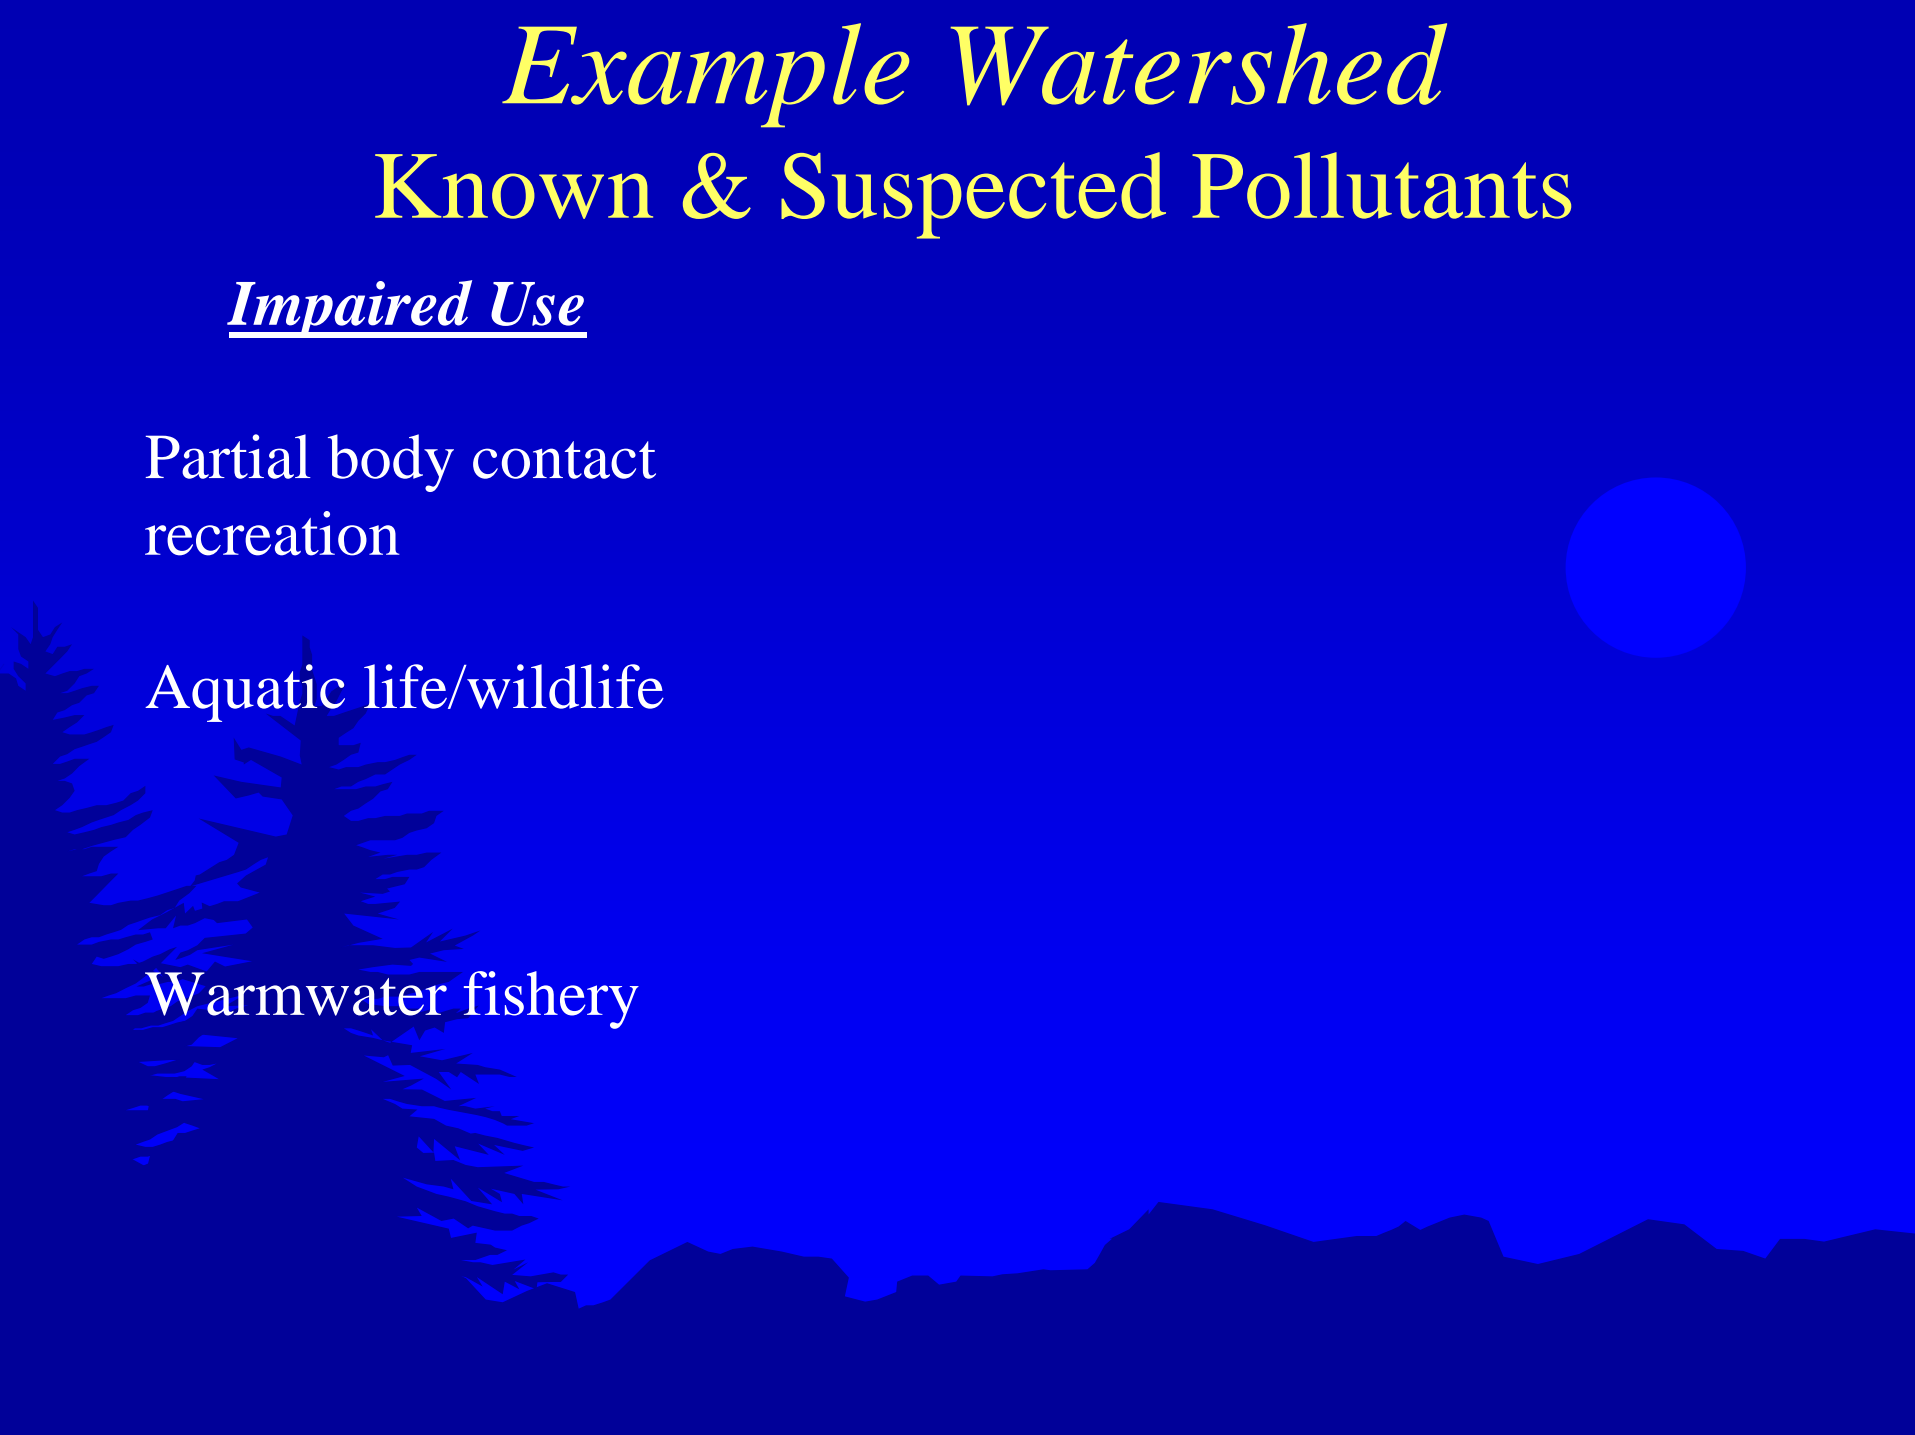 Example Watershed
Known & Suspected Pollutants
Impaired Use
Partial body contact
recreation
Aquatic life/wildlife
Warmwater fishery